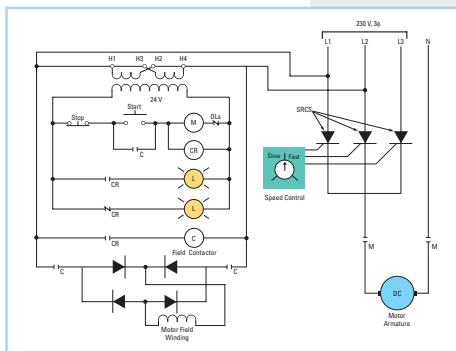 230 V, 3ϕ
L1 L2 L3 N
H1 H3 H2 H4
24 V
SRCS
Stop
Start
M
OLs
C
CR
CR
L
Slow Fast
Speed Control
CR
L
CR
C
Field Contactor
M
M
C
C
DC
Motor
Armature
Motor Field
Winding